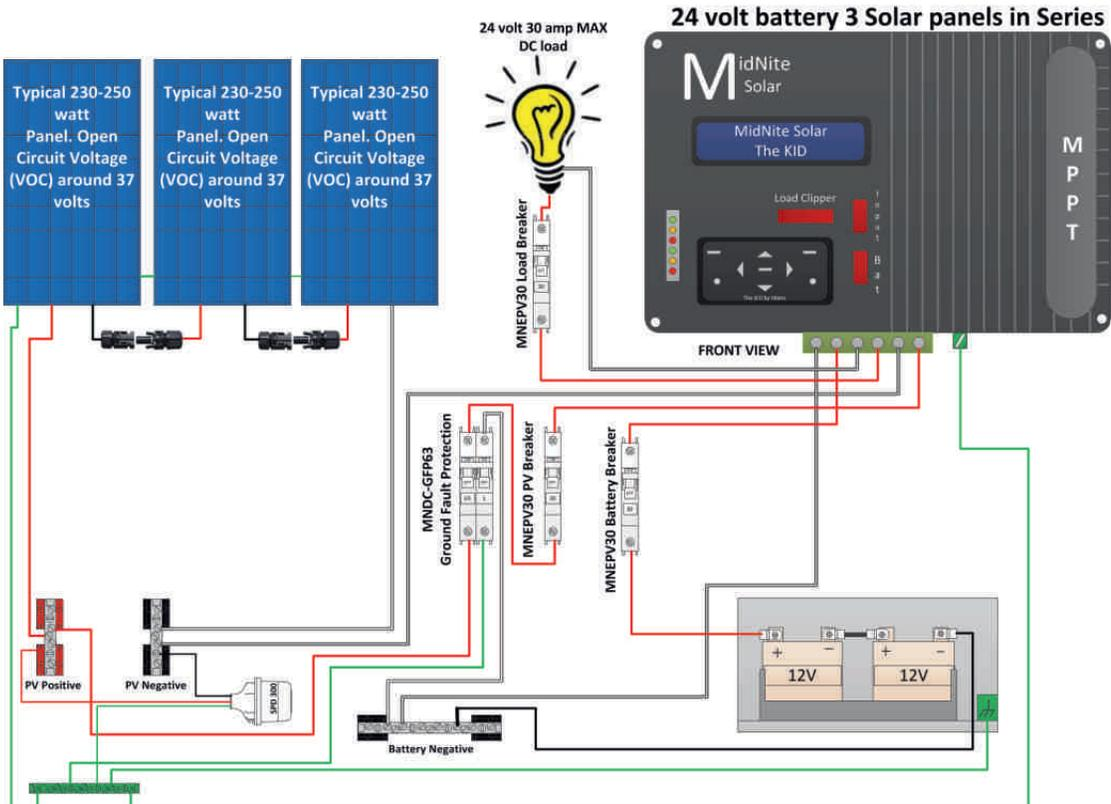 24 volt battery 3 Solar panels in Series
24 volt 30 amp MAX
DC load
Typical 230-250
watt
Panel. Open
Circuit Voltage
(VOC) around 37
volts
Typical 230-250
watt
Panel. Open
Circuit Voltage
(VOC) around 37
volts
Typical 230-250
watt
Panel. Open
Circuit Voltage
(VOC) around 37
volts
MidNite
Solar
MidNite Solar
The KID
Load Clipper
Input
Bat
MPPT
MNEPV30 Load Breaker
FRONT VIEW
MNDC-GFP63
Ground Fault Protection
MNEPV30 PV Breaker
MNEPV30 Battery Breaker
PV Positive
PV Negative
SPD 300
Battery Negative
+
–
+
–
12V
12V